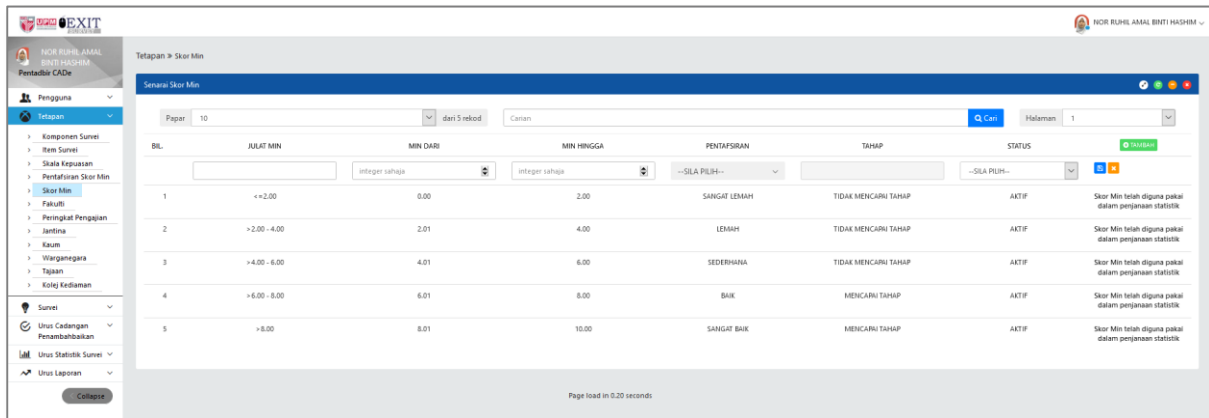 UPM EXIT
SURVEY
NOR RUHIL AMAL BINTI HASHIM
NOR RUHIL AMAL
BINTI HASHIM
Pentadbir CADe
Pengguna
Tetapan
Komponen Survei
Item Survei
Skala Kepuasan
Pentafsiran Skor Min
Skor Min
Fakulti
Peringkat Pengajian
Jantina
Kaum
Warganegara
Tajaan
Kolej Kediaman
Survei
Urus Cadangan
Penambahbaikan
Urus Statistik Survei
Urus Laporan
Collapse
Tetapan » Skor Min
Senarai Skor Min
Papar 10 dari 5 rekod Carian Cari Halaman 1
BIL. JULAT MIN MIN DARI MIN HINGGA PENTAFSIRAN TAHAP STATUS TAMBAH
integer sahaja integer sahaja --SILA PILIH-- --SILA PILIH--
1 <=2.00 0.00 2.00 SANGAT LEMAH TIDAK MENCAPAI TAHAP AKTIF Skor Min telah diguna pakai
dalam penjanaan statistik
2 >2.00 - 4.00 2.01 4.00 LEMAH TIDAK MENCAPAI TAHAP AKTIF Skor Min telah diguna pakai
dalam penjanaan statistik
3 >4.00 - 6.00 4.01 6.00 SEDERHANA TIDAK MENCAPAI TAHAP AKTIF Skor Min telah diguna pakai
dalam penjanaan statistik
4 >6.00 - 8.00 6.01 8.00 BAIK MENCAPAI TAHAP AKTIF Skor Min telah diguna pakai
dalam penjanaan statistik
5 >8.00 8.01 10.00 SANGAT BAIK MENCAPAI TAHAP AKTIF Skor Min telah diguna pakai
dalam penjanaan statistik
Page load in 0.20 seconds